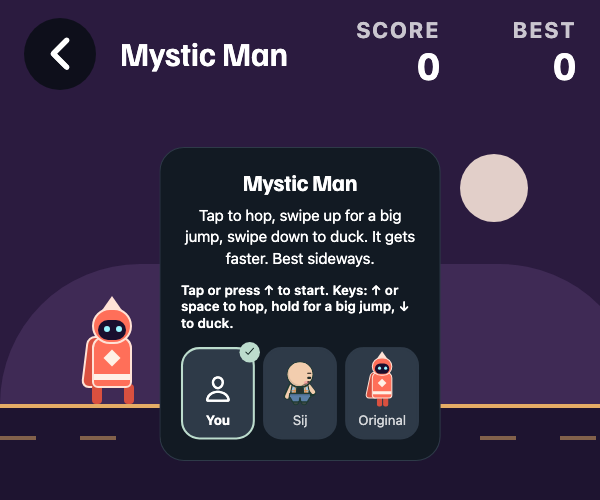 Mystic Man
SCORE
0
BEST
0
Mystic Man
Tap to hop, swipe up for a big
jump, swipe down to duck. It gets
faster. Best sideways.
Tap or press ↑ to start. Keys: ↑ or
space to hop, hold for a big jump, ↓
to duck.
You
Sij
Original